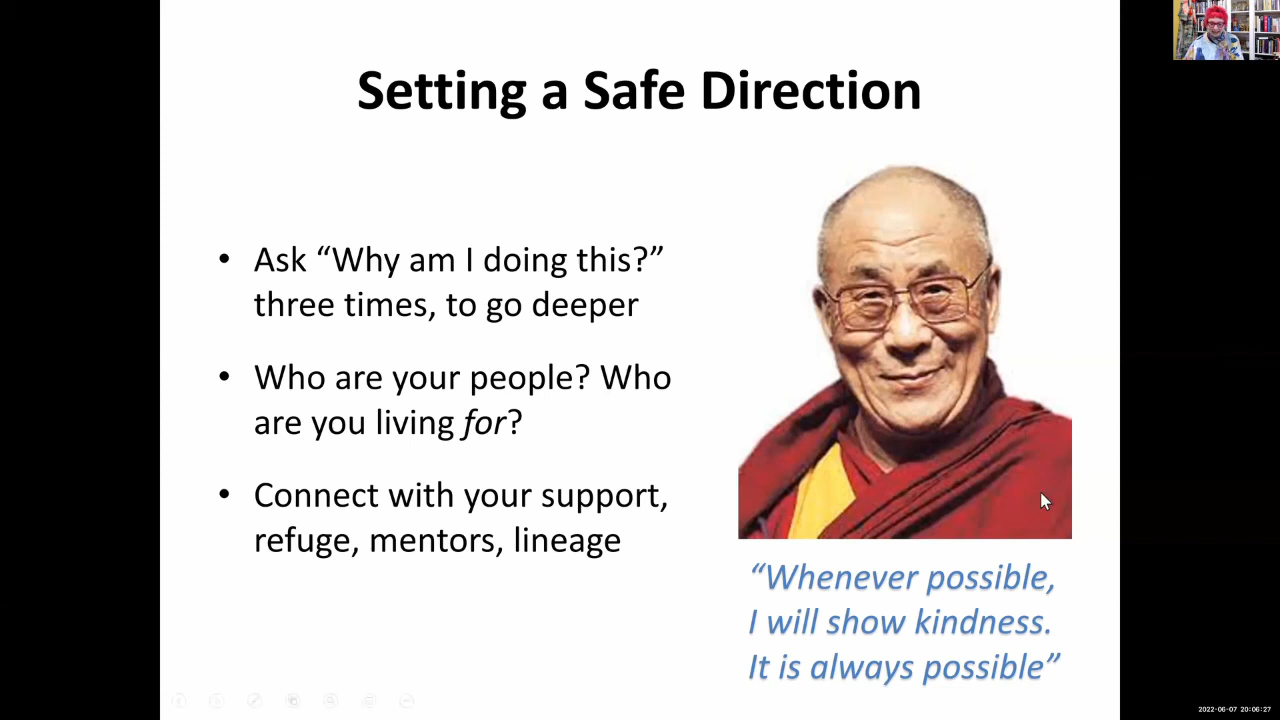 Setting a Safe Direction
• Ask “Why am I doing this?”
three times, to go deeper
• Who are your people? Who
are you living for?
• Connect with your support,
refuge, mentors, lineage
“Whenever possible,
I will show kindness.
It is always possible”
2022-06-07 20:06:27